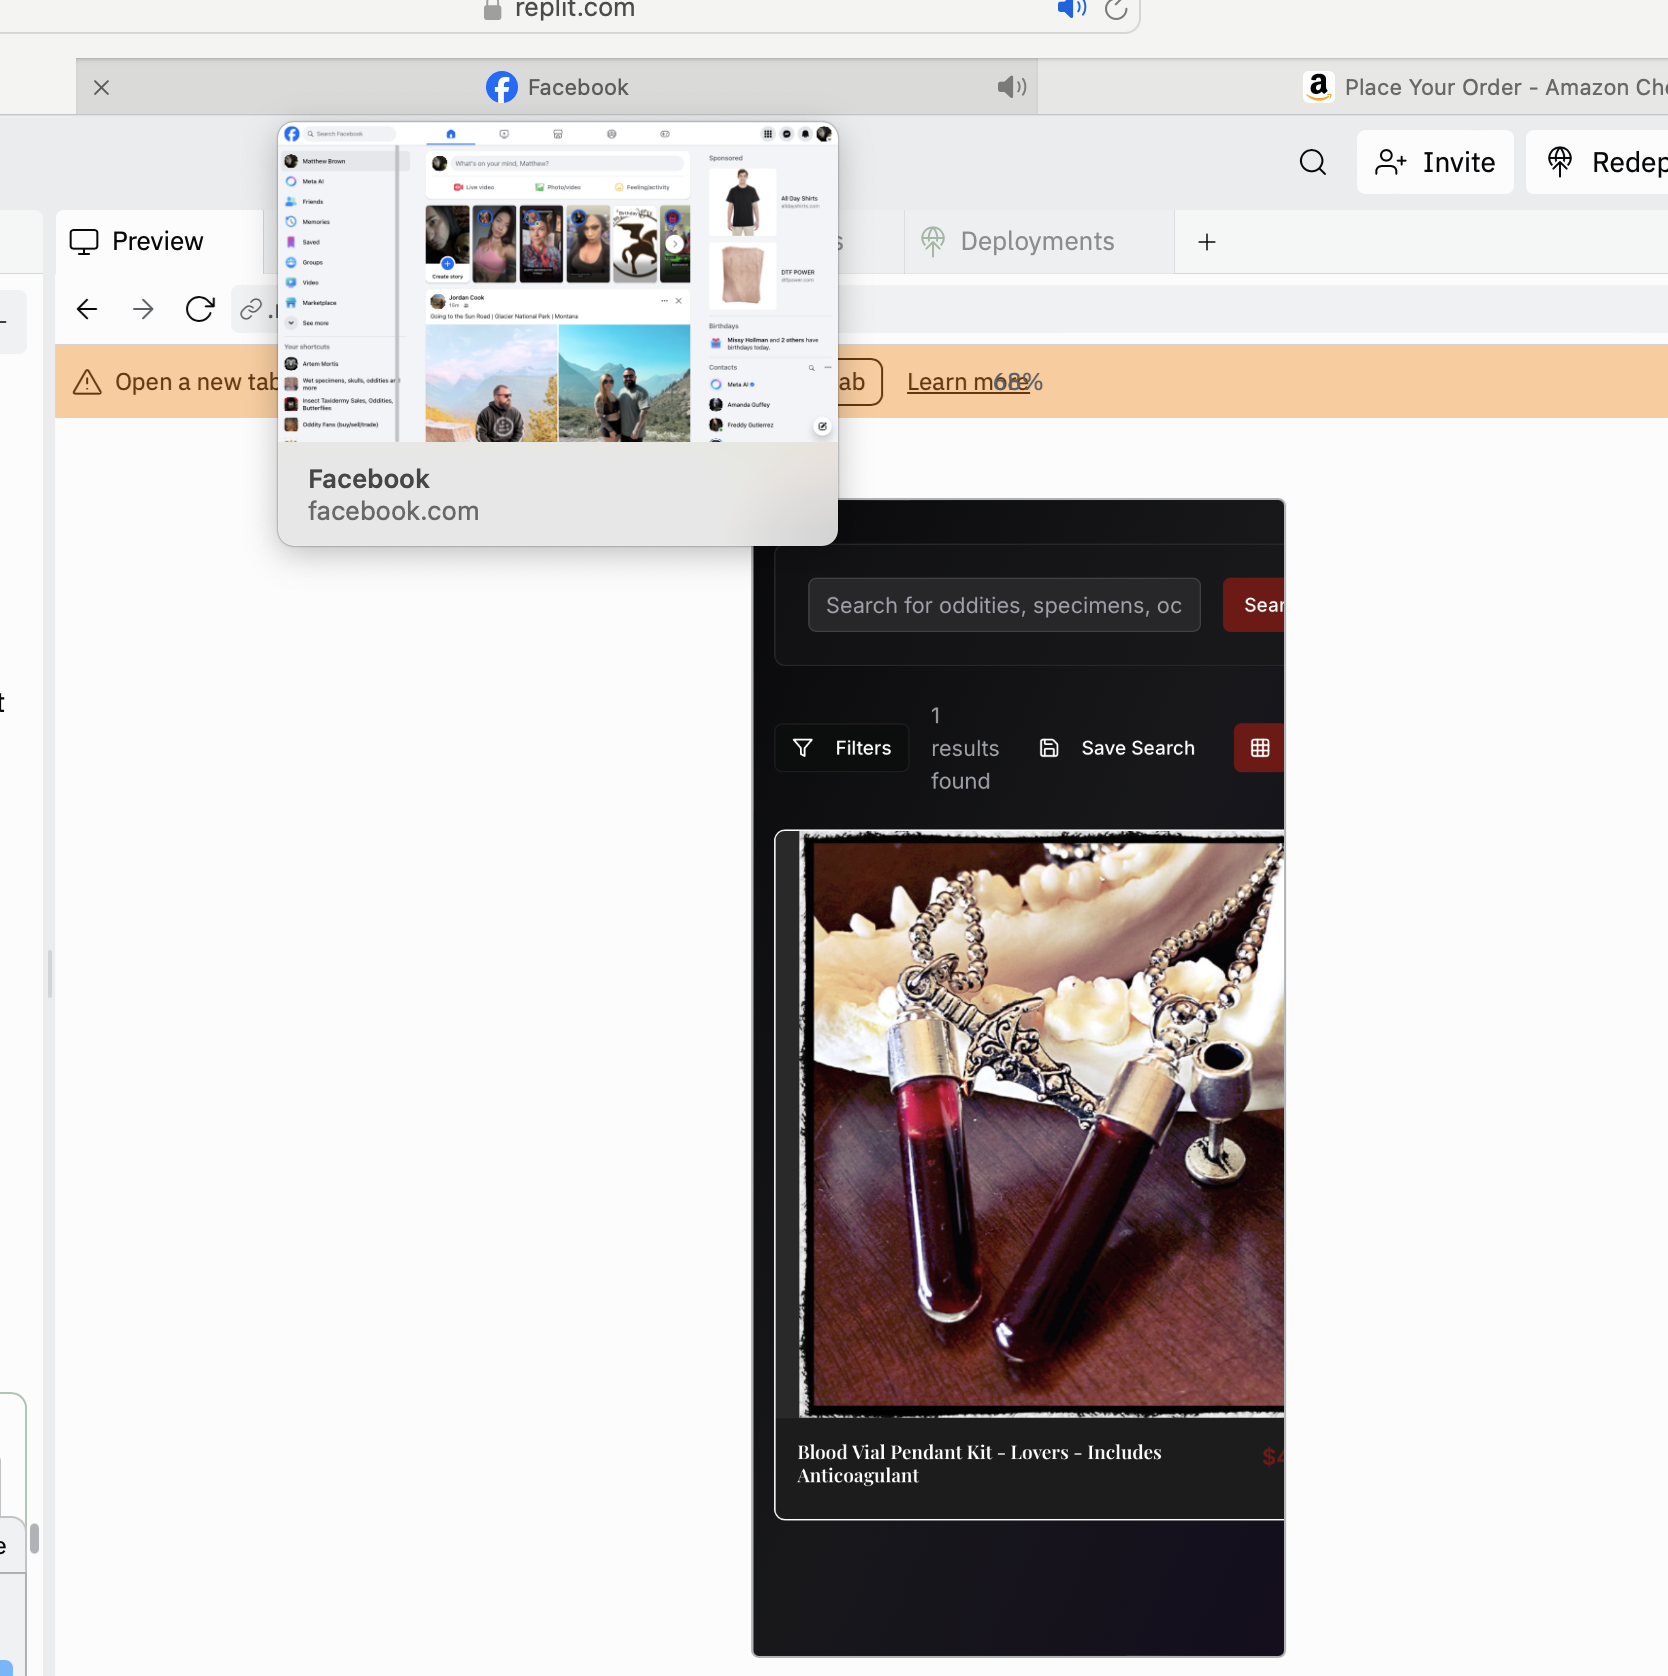 replit.com
Facebook
Place Your Order - Amazon Che
Invite
Redep
Preview
s
Deployments
Open a new tab
ab
Learn more
68%
Search Facebook
Matthew Brown
Meta AI
Friends
Memories
Saved
Groups
Video
Marketplace
See more
Your shortcuts
Artem Mortis
Wet specimens, skulls, oddities and
more
Insect Taxidermy Sales, Oddities,
Butterflies
Oddity Fans (buy/sell/trade)
What's on your mind, Matthew?
Live video
Photo/video
Feeling/activity
Create story
Jordan Cook
15m
Going to the Sun Road | Glacier National Park | Montana
Sponsored
All Day Shirts
alldayshirts.com
DTF POWER
dtfpower.com
Birthdays
Missy Hollman and 2 others have
birthdays today.
Contacts
Meta AI
Amanda Guffey
Freddy Gutierrez
Facebook
facebook.com
t
e
Search for oddities, specimens, oc
Sear
Filters
1
results
found
Save Search
Blood Vial Pendant Kit - Lovers - Includes
Anticoagulant
$4